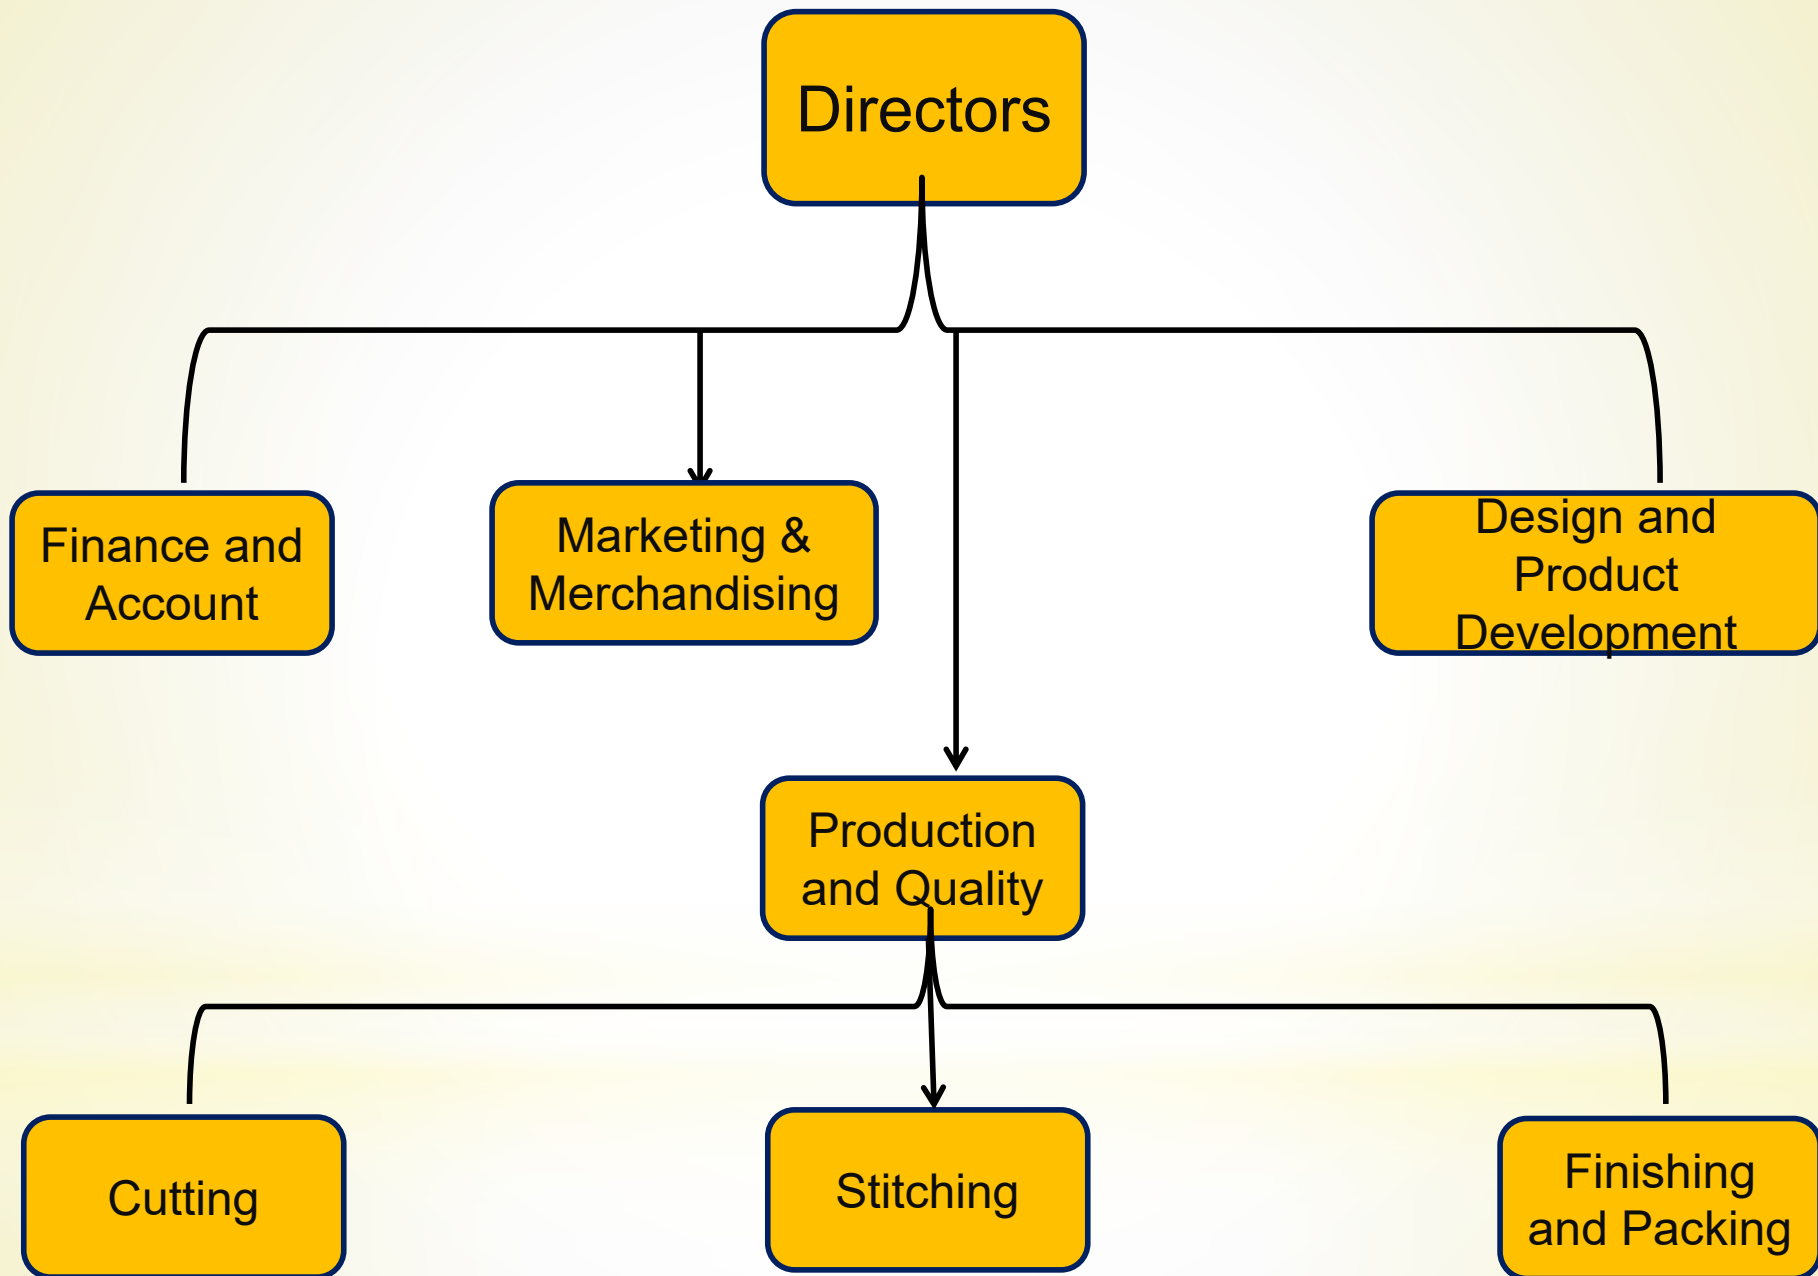 Directors
Finance and
Account
Marketing &
Merchandising
Design and
Product
Development
Production
and Quality
Cutting
Stitching
Finishing
and Packing